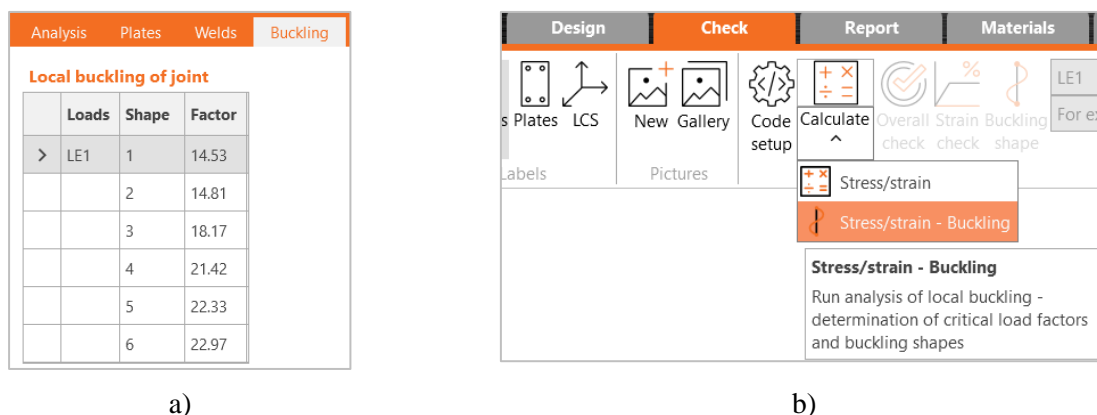 Analysis Plates Welds Buckling
Local buckling of joint
Loads Shape Factor
> LE1 1 14.53
2 14.81
3 18.17
4 21.42
5 22.33
6 22.97
a)
Design Check Report Materials
s Plates LCS New Gallery Code setup Calculate Overall check Strain check Buckling shape LE1
For ex
abels Pictures
Stress/strain
Stress/strain - Buckling
Stress/strain - Buckling
Run analysis of local buckling -
determination of critical load factors
and buckling shapes
b)